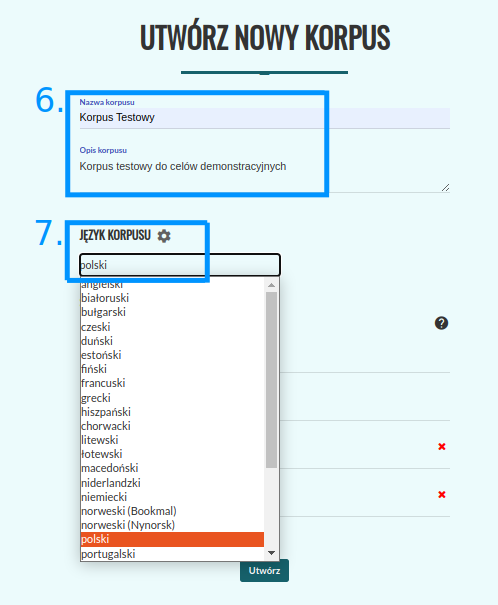 UTWÓRZ NOWY KORPUS
6.
Nazwa korpusu
Korpus Testowy
Opis korpusu
Korpus testowy do celów demonstracyjnych
7.
JĘZYK KORPUSU
polski
angielski
białoruski
bułgarski
czeski
duński
estoński
fiński
francuski
grecki
hiszpański
chorwacki
litewski
łotewski
macedoński
niderlandzki
niemiecki
norweski (Bookmal)
norweski (Nynorsk)
polski
portugalski
Utwórz